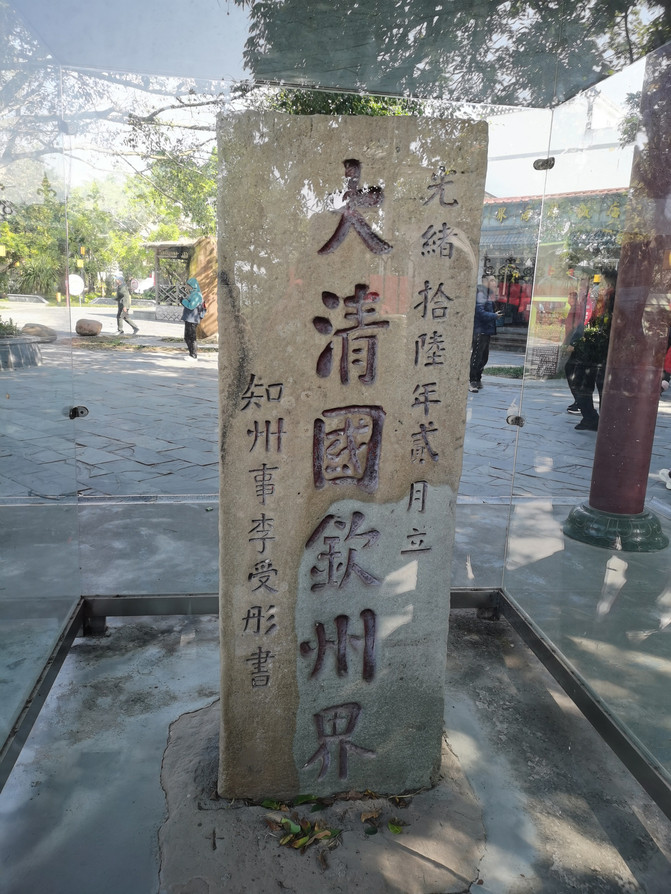 光緒拾陸年貳月立
大清國欽州界
知州事李受彤書